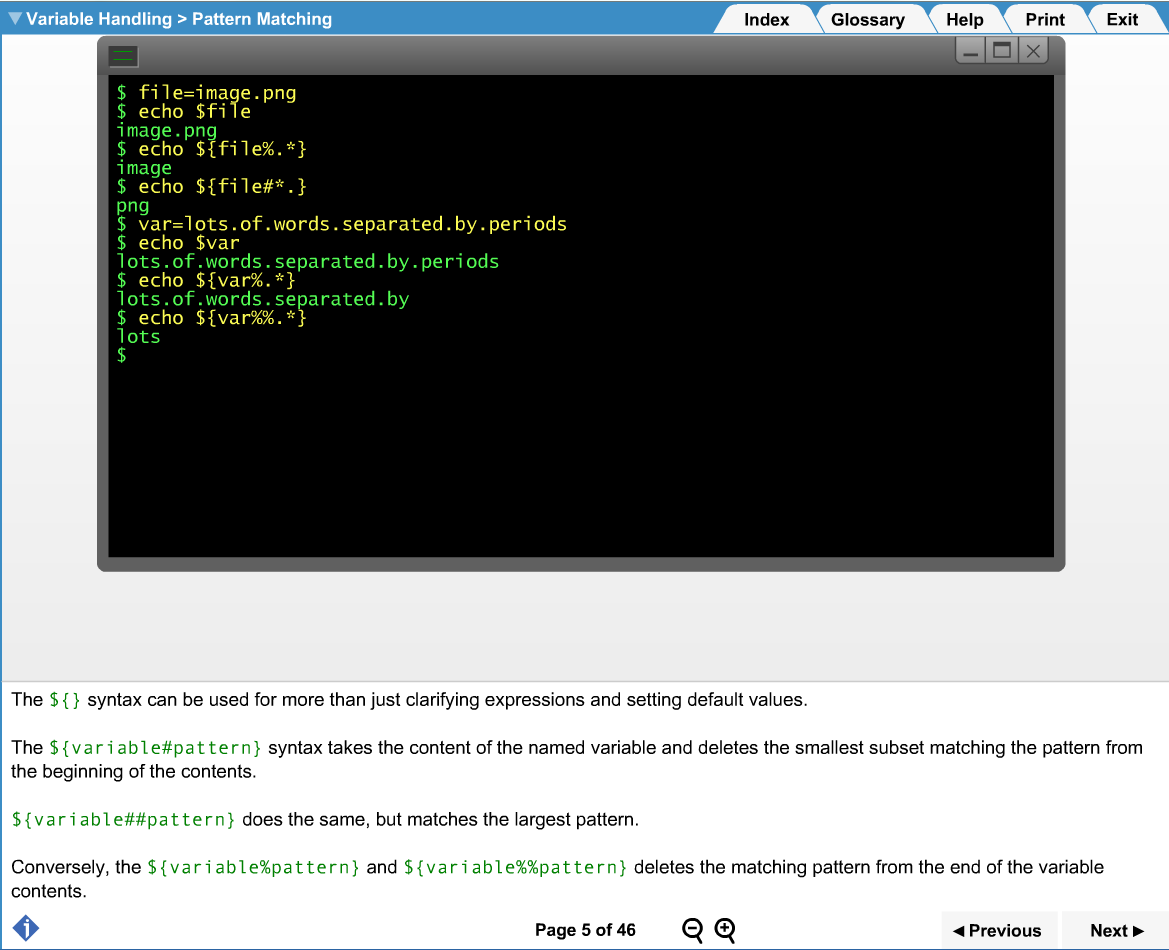 Variable Handling > Pattern Matching
Index Glossary Help Print Exit
$ file=image.png
$ echo $file
image.png
$ echo ${file%.*}
image
$ echo ${file#*.}
png
$ var=lots.of.words.separated.by.periods
$ echo $var
lots.of.words.separated.by.periods
$ echo ${var%.*}
lots.of.words.separated.by
$ echo ${var%%.*}
lots
$
The ${} syntax can be used for more than just clarifying expressions and setting default values.
The ${variable#pattern} syntax takes the content of the named variable and deletes the smallest subset matching the pattern from
the beginning of the contents.
${variable##pattern} does the same, but matches the largest pattern.
Conversely, the ${variable%pattern} and ${variable%%pattern} deletes the matching pattern from the end of the variable
contents.
i Page 5 of 46 ◀ Previous Next ▶